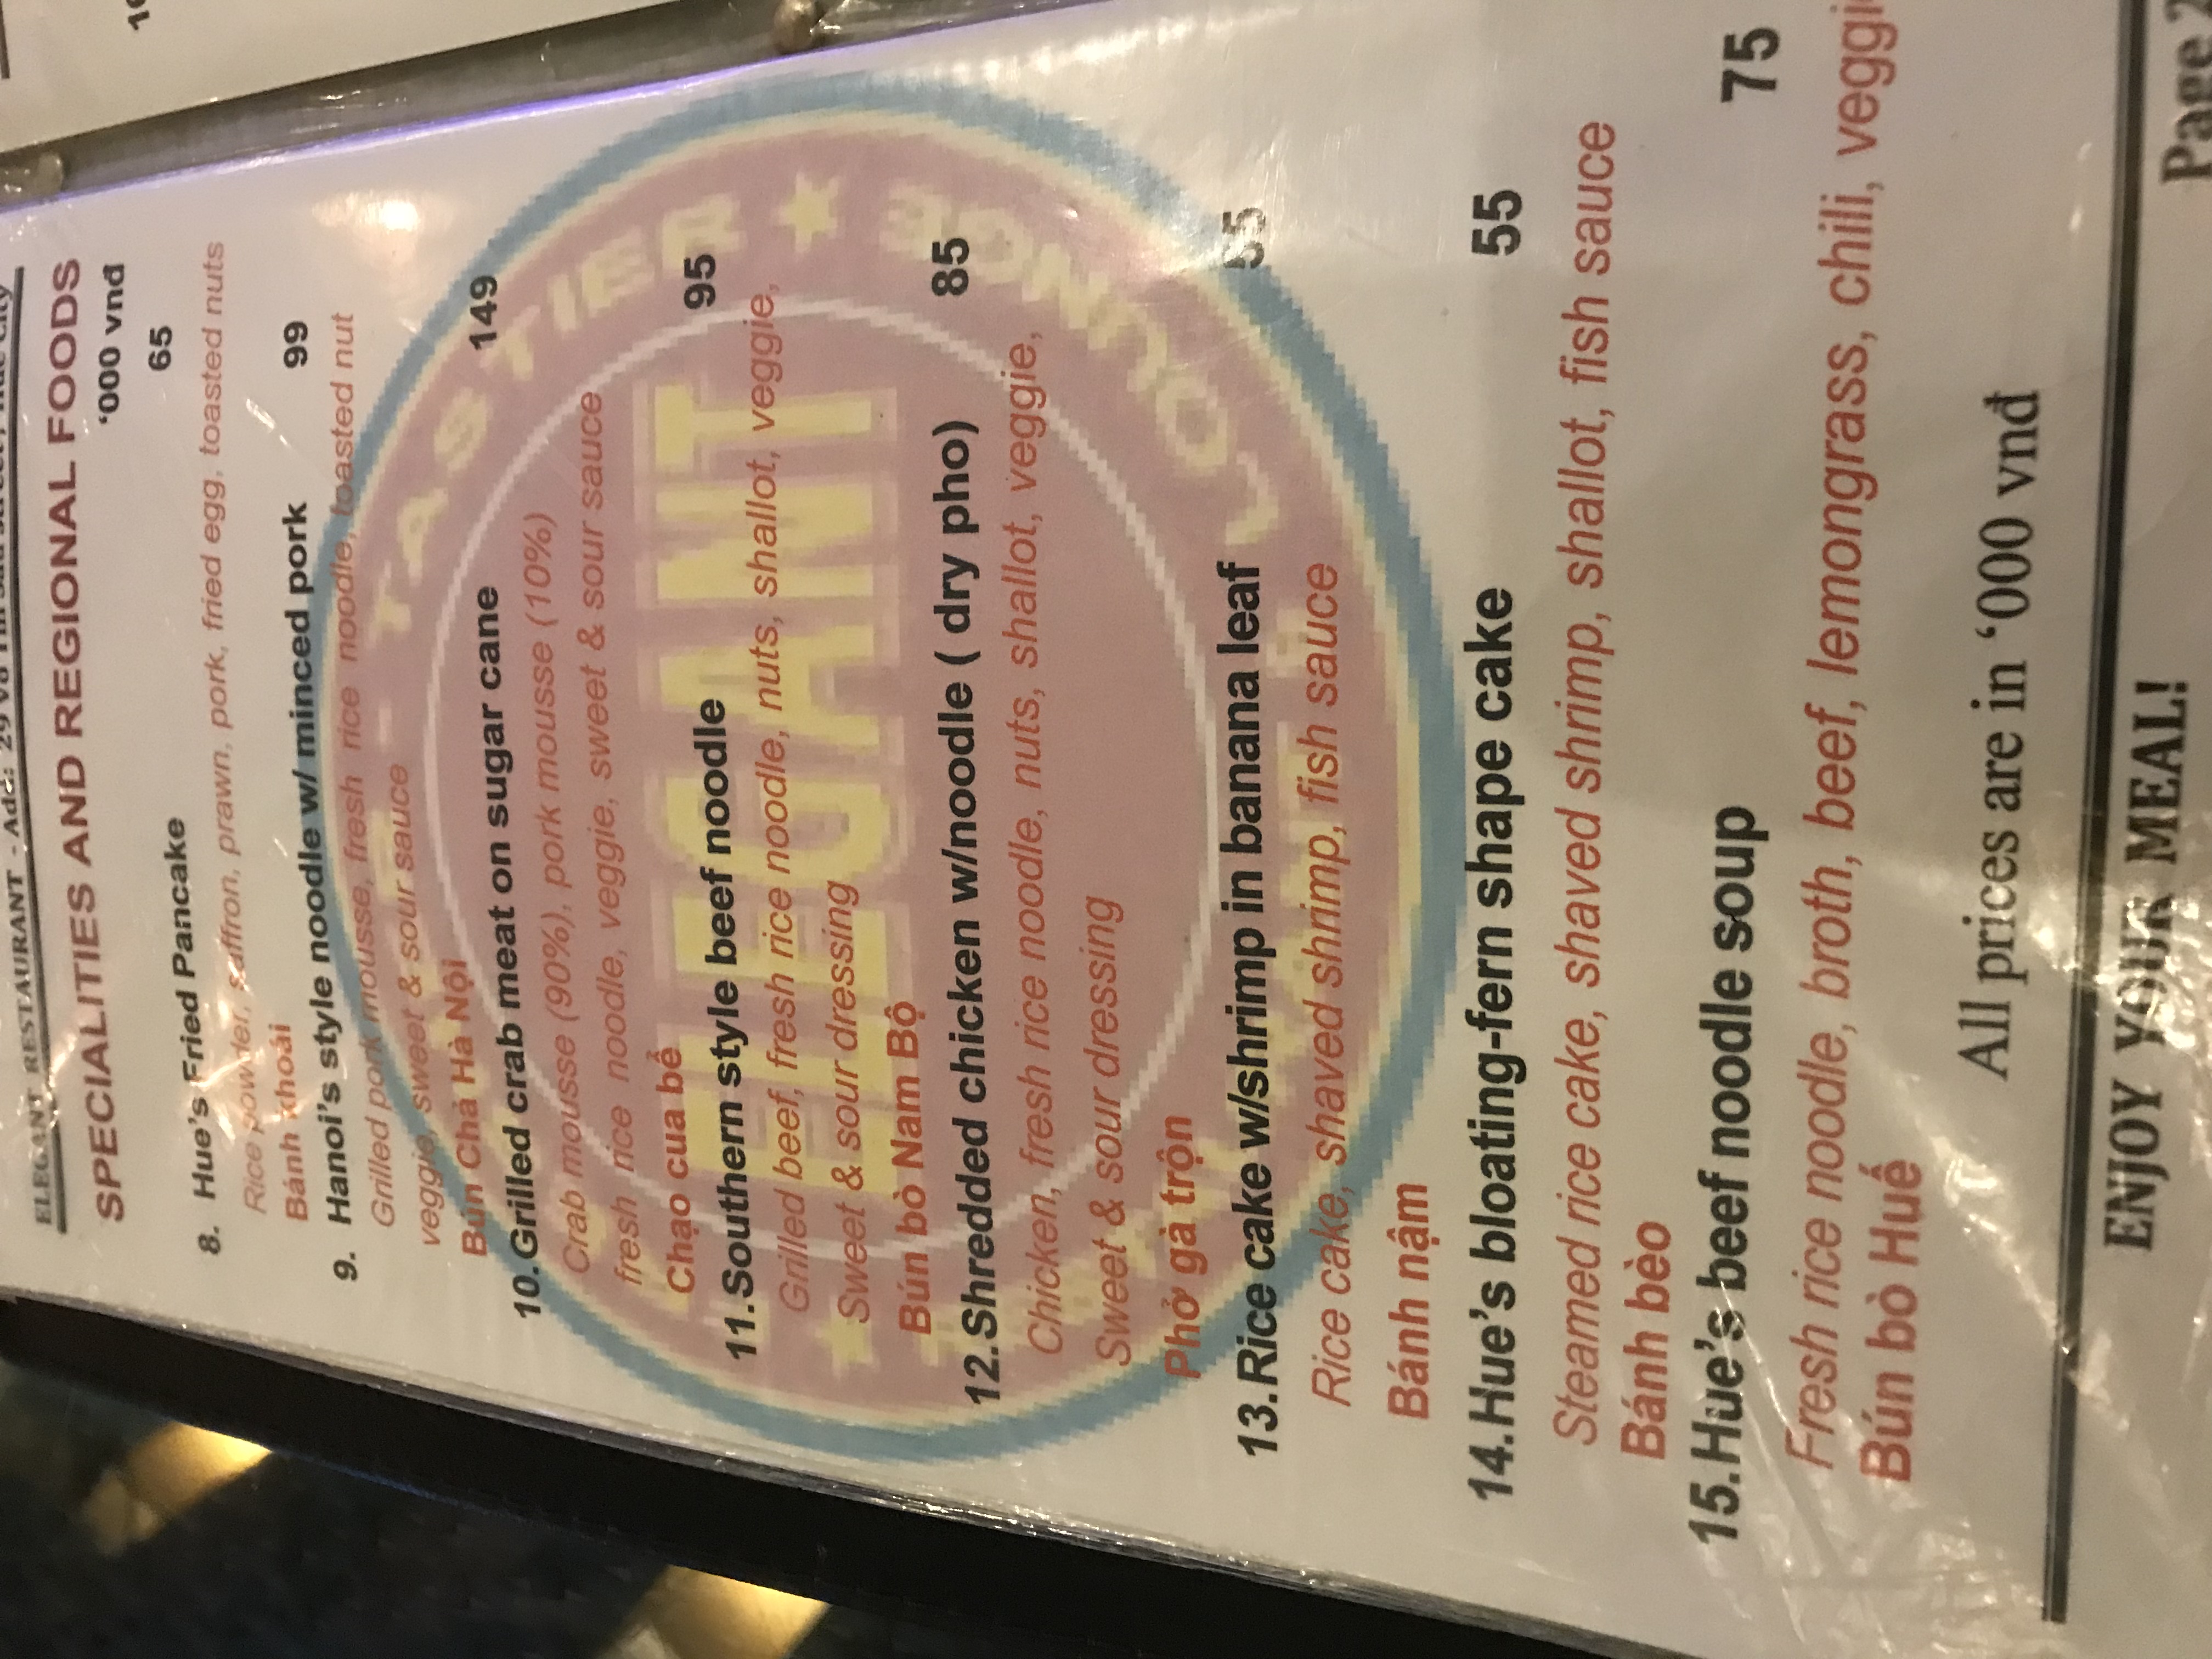 ELEGANT RESTAURANT - Add: 29
SPECIALITIES AND REGIONAL FOODS
‘000 vnđ
8. Hue’s Fried Pancake 65
Rice powder, saffron, prawn, pork, fried egg, toasted nuts
Bánh khoái
9. Hanoi’s style noodle w/ minced pork 99
Grilled pork mousse, fresh rice noodle, toasted nut
veggie, sweet & sour sauce
Bún Chả Hà Nội
10.Grilled crab meat on sugar cane 149
Crab mousse (90%), pork mousse (10%)
fresh rice noodle, veggie, sweet & sour sauce
Chạo cua bể
11.Southern style beef noodle 95
Grilled beef, fresh rice noodle, nuts, shallot, veggie,
Sweet & sour dressing
Bún bò Nam Bộ
12.Shredded chicken w/noodle ( dry pho) 85
Chicken, fresh rice noodle, nuts, shallot, veggie,
Sweet & sour dressing
Phở gà trộn
13.Rice cake w/shrimp in banana leaf 55
Rice cake, shaved shrimp, fish sauce
Bánh nậm
14.Hue’s bloating-fern shape cake 55
Steamed rice cake, shaved shrimp, shallot, fish sauce
Bánh bèo
15.Hue’s beef noodle soup 75
Fresh rice noodle, broth, beef, lemongrass, chili, veggie
Bún bò Huế
All prices are in ‘000 vnđ
ENJOY YOUR MEAL!
Page 2
TASTIER
ELEGANT
LOUNGE